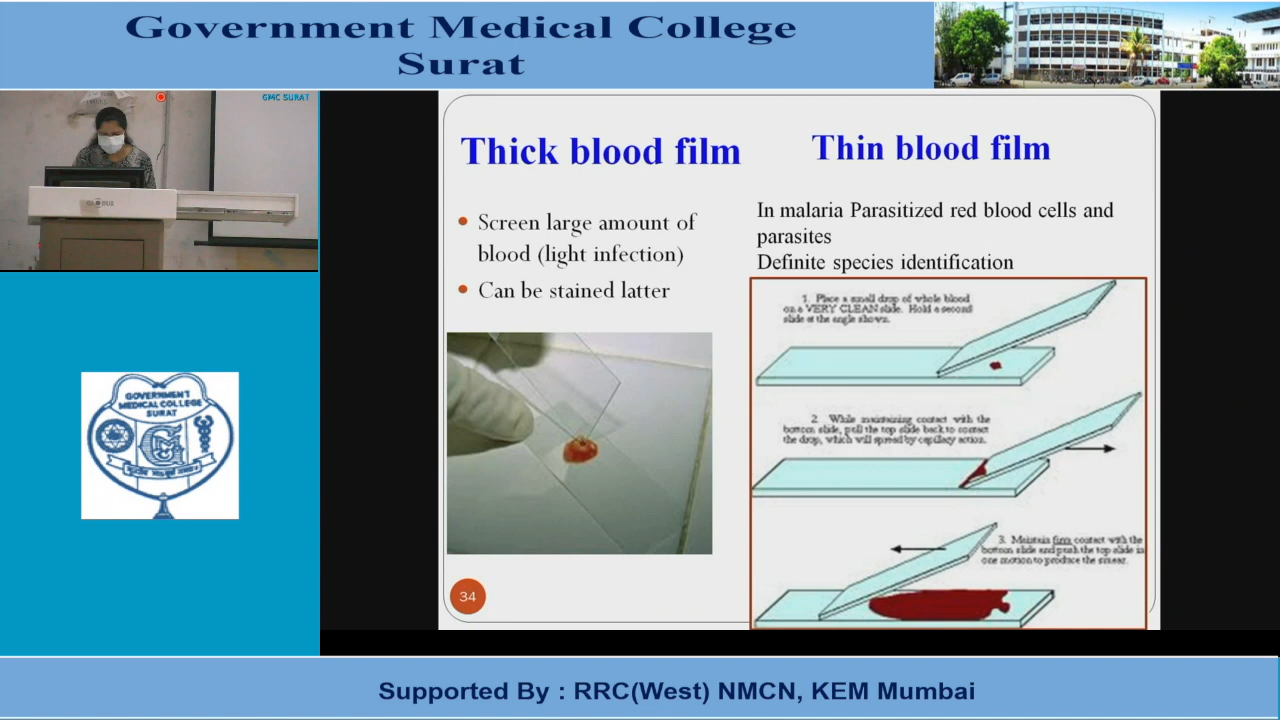 Government Medical College
Surat
GMC SURAT
GLOBUS
GOVERNMENT
MEDICAL COLLEGE
SURAT
Thick blood film
• Screen large amount of
blood (light infection)
• Can be stained latter
34
Thin blood film
In malaria Parasitized red blood cells and
parasites
Definite species identification
1. Place a small drop of whole blood
on a VERY CLEAN slide. Hold a second
slide at the angle shown.
2. While maintaining contact with the
bottom slide, pull the top slide back to contact
the drop, which will spread by capillary action.
3. Maintain firm contact with the
bottom slide and push the top slide in
one motion to produce the smear.
Supported By : RRC(West) NMCN, KEM Mumbai